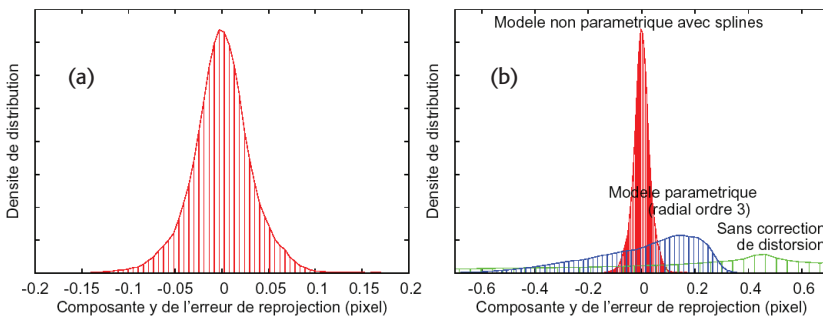 (a)
Densite de distribution
-0.2 -0.15 -0.1 -0.05 0 0.05 0.1 0.15 0.2
Composante y de l'erreur de reprojection (pixel)
Modele non parametrique avec splines
(b)
Densite de distribution
Modele parametrique
(radial ordre 3)
Sans correction
de distorsion
-0.6 -0.4 -0.2 0 0.2 0.4 0.6
Composante y de l'erreur de reprojection (pixel)